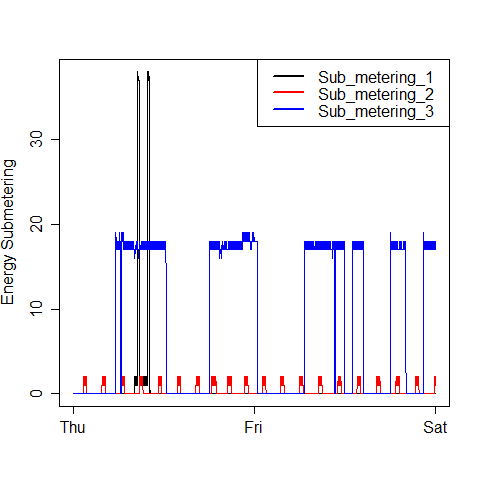 Sub_metering_1
Sub_metering_2
Sub_metering_3
Energy Submetering
30
20
10
0
Thu Fri Sat